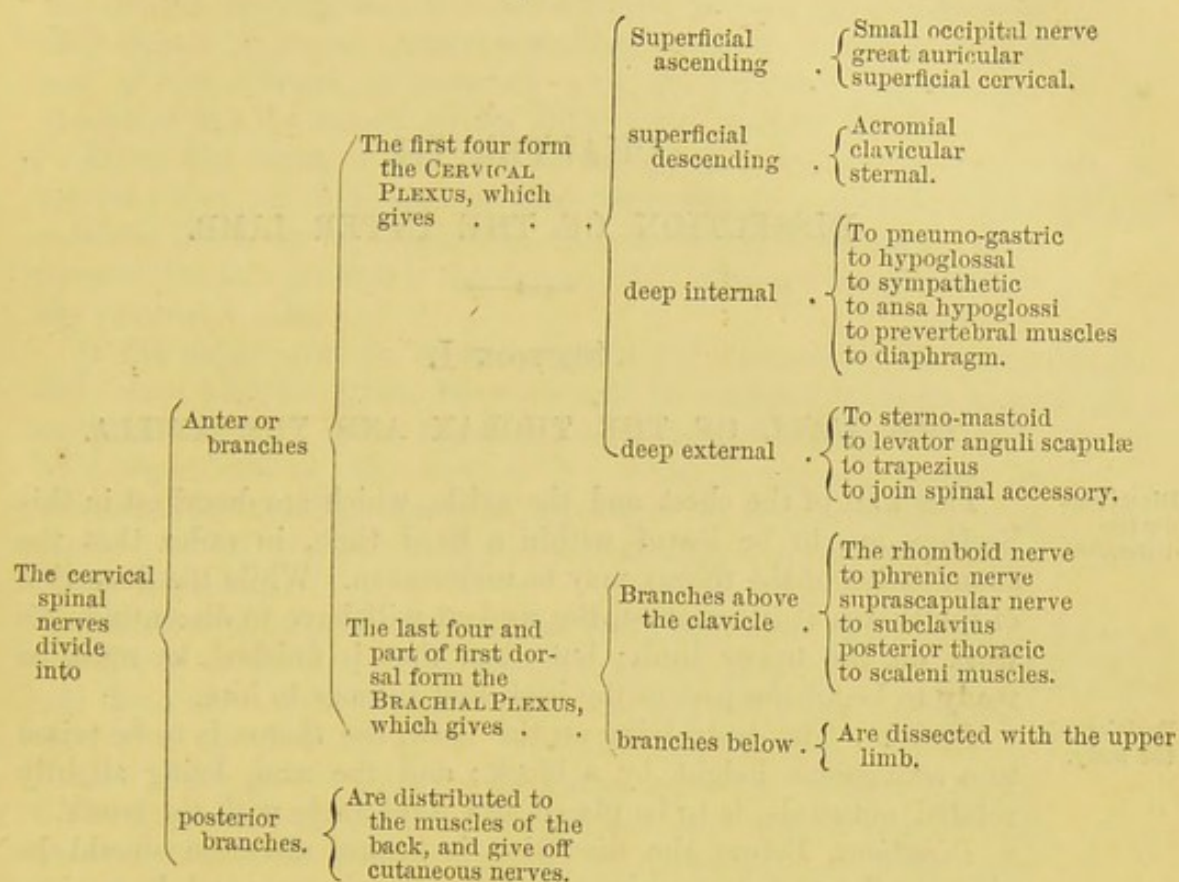 The cervical
spinal
nerves
divide
into
Anter or
branches
The first four form
the CERVICAL
PLEXUS, which
gives . . .
Superficial
ascending .
Small occipital nerve
great auricular
superficial cervical.
superficial
descending .
Acromial
clavicular
sternal.
deep internal .
To pneumo-gastric
to hypoglossal
to sympathetic
to ansa hypoglossi
to prevertebral muscles
to diaphragm.
deep external .
To sterno-mastoid
to levator anguli scapulæ
to trapezius
to join spinal accessory.
The last four and
part of first dor-
sal form the
BRACHIAL PLEXUS,
which gives . .
Branches above
the clavicle .
The rhomboid nerve
to phrenic nerve
suprascapular nerve
to subclavius
posterior thoracic
to scaleni muscles.
branches below .
Are dissected with the upper
limb.
posterior
branches.
Are distributed to
the muscles of the
back, and give off
cutaneous nerves.